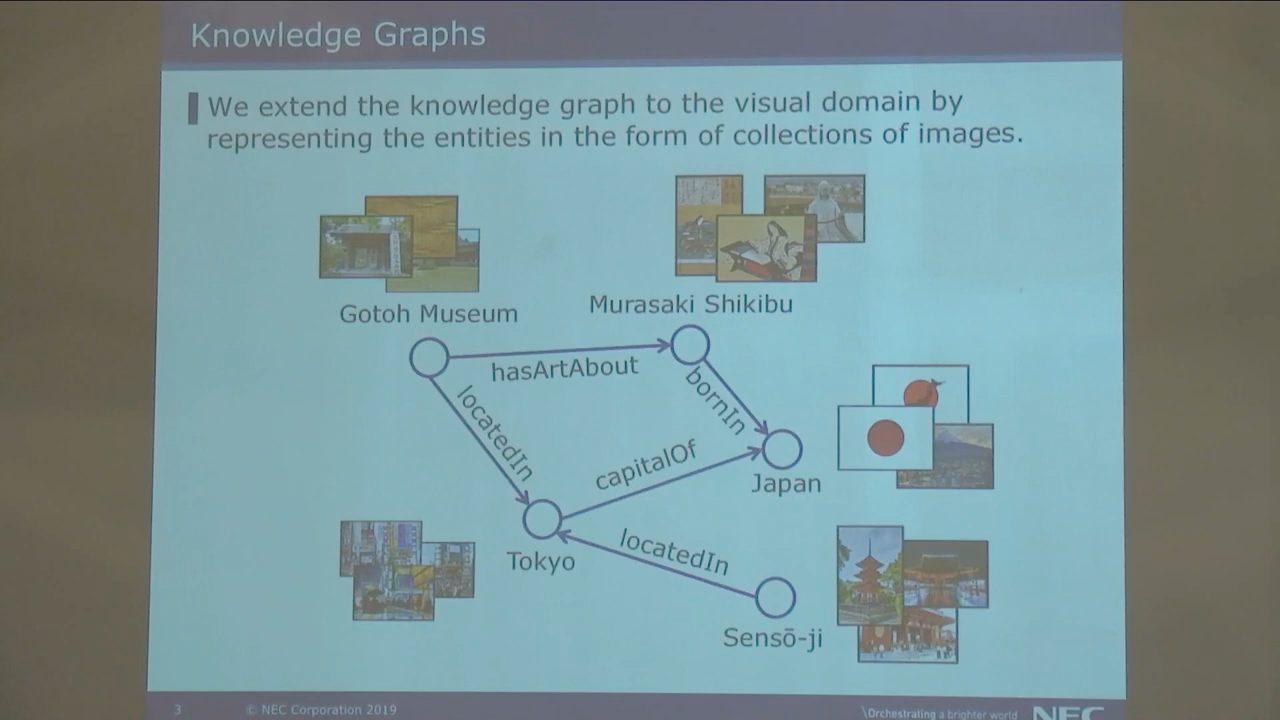 Knowledge Graphs
We extend the knowledge graph to the visual domain by
representing the entities in the form of collections of images.
Gotoh Museum
Murasaki Shikibu
hasArtAbout
bornIn
locatedIn
capitalOf
Japan
Tokyo
locatedIn
Sensō-ji
3
© NEC Corporation 2019
\Orchestrating a brighter world
NEC